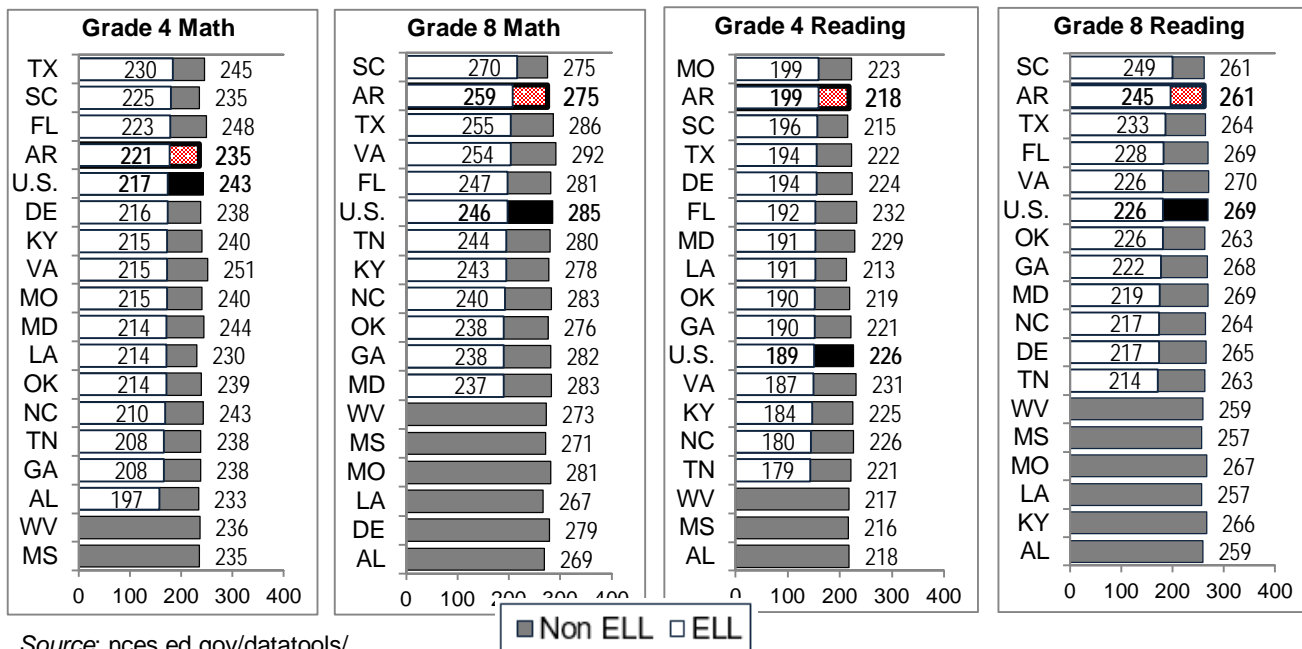 Grade 4 Math
TX 230 245
SC 225 235
FL 223 248
AR 221 235
U.S. 217 243
DE 216 238
KY 215 240
VA 215 251
MO 215 240
MD 214 244
LA 214 230
OK 214 239
NC 210 243
TN 208 238
GA 208 238
AL 197 233
WV 236
MS 235
0 100 200 300 400
Grade 8 Math
SC 270 275
AR 259 275
TX 255 286
VA 254 292
FL 247 281
U.S. 246 285
TN 244 280
KY 243 278
NC 240 283
OK 238 276
GA 238 282
MD 237 283
WV 273
MS 271
MO 281
LA 267
DE 279
AL 269
0 100 200 300 400
Grade 4 Reading
MO 199 223
AR 199 218
SC 196 215
TX 194 222
DE 194 224
FL 192 232
MD 191 229
LA 191 213
OK 190 219
GA 190 221
U.S. 189 226
VA 187 231
KY 184 225
NC 180 226
TN 179 221
WV 217
MS 216
AL 218
0 100 200 300 400
Grade 8 Reading
SC 249 261
AR 245 261
TX 233 264
FL 228 269
VA 226 270
U.S. 226 269
OK 226 263
GA 222 268
MD 219 269
NC 217 264
DE 217 265
TN 214 263
WV 259
MS 257
MO 267
LA 257
KY 266
AL 259
0 100 200 300 400
Non ELL ELL
Source: nces.ed.gov/datatools/